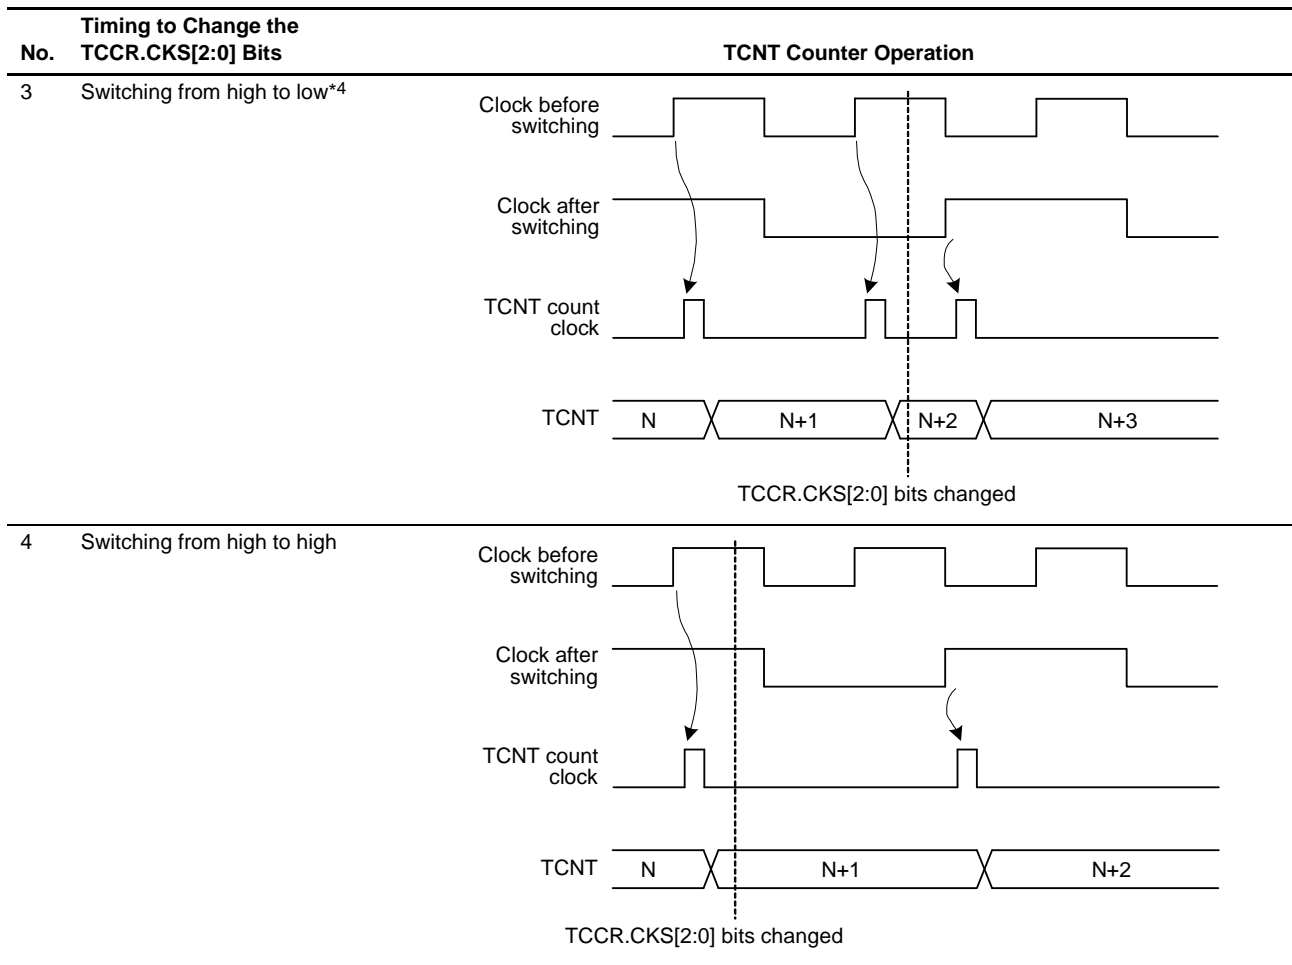 No. Timing to Change the TCCR.CKS[2:0] Bits TCNT Counter Operation
3 Switching from high to low*4
Clock before switching
Clock after switching
TCNT count clock
TCNT N N+1 N+2 N+3
TCCR.CKS[2:0] bits changed
4 Switching from high to high
Clock before switching
Clock after switching
TCNT count clock
TCNT N N+1 N+2
TCCR.CKS[2:0] bits changed